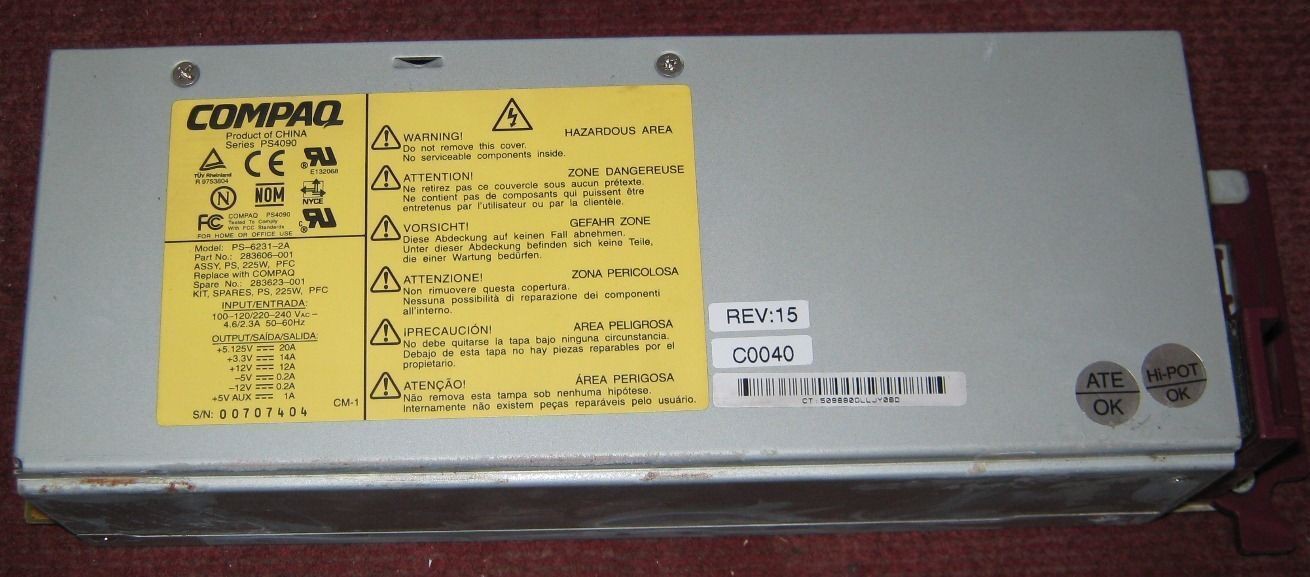 COMPAQ
Product of CHINA
Series PS4090
TÜV Rheinland
R 9753804
CE
E132068
N
NOM
NYCE
FC
COMPAQ PS4090
Tested To Comply
With FCC Standards
FOR HOME OR OFFICE USE
C
Model: PS-6231-2A
Part No.: 283606-001
ASSY, PS, 225W, PFC
Replace with COMPAQ
Spare No.: 283623-001
KIT, SPARES, PS, 225W, PFC
INPUT/ENTRADA:
100-120/220-240 VAC ~
4.6/2.3A 50-60Hz
OUTPUT/SAÍDA/SALIDA:
+5.125V 20A
+3.3V 14A
+12V 12A
-5V 0.2A
-12V 0.2A
+5V AUX 1A
S/N: 00707404
CM-1
WARNING! HAZARDOUS AREA
Do not remove this cover.
No serviceable components inside.
ATTENTION! ZONE DANGEREUSE
Ne retirez pas ce couvercle sous aucun prétexte.
Ne contient pas de composants qui puissent être
entretenus par l'utilisateur ou par la clientèle.
VORSICHT! GEFAHR ZONE
Diese Abdeckung auf keinen Fall abnehmen.
Unter dieser Abdeckung befinden sich keine Teile,
die einer Wartung bedürfen.
ATTENZIONE! ZONA PERICOLOSA
Non rimuovere questa copertura.
Nessuna possibilità di reparazione dei componenti
all'interno.
¡PRECAUCIÓN! AREA PELIGROSA
No debe quitarse la tapa bajo ninguna circunstancia.
Debajo de esta tapa no hay piezas reparables por el
propietario.
ATENÇÃO! ÁREA PERIGOSA
Não remova esta tampa sob nenhuma hipótese.
Internamente não existem peças reparáveis pelo usuário.
REV:15
C0040
ATE
OK
Hi-POT
OK